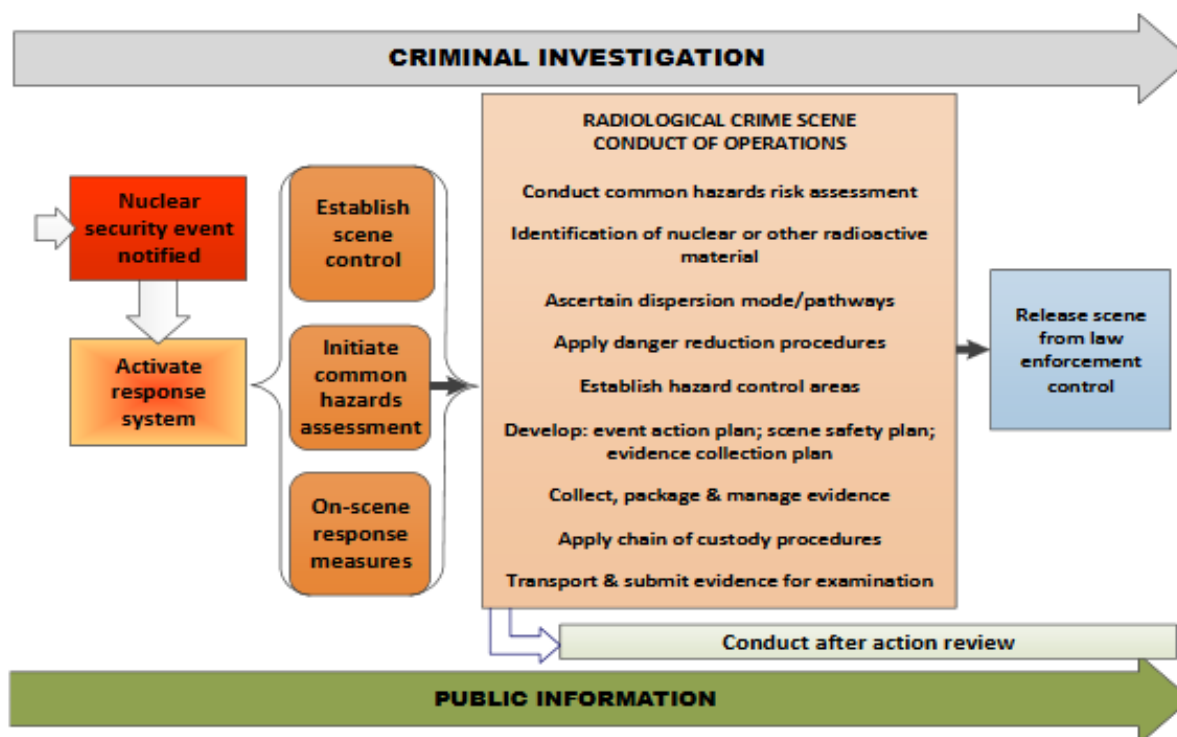 CRIMINAL INVESTIGATION
Nuclear
security event
notified
Activate
response
system
Establish
scene
control
Initiate
common
hazards
assessment
On-scene
response
measures
RADIOLOGICAL CRIME SCENE
CONDUCT OF OPERATIONS
Conduct common hazards risk assessment
Identification of nuclear or other radioactive
material
Ascertain dispersion mode/pathways
Apply danger reduction procedures
Establish hazard control areas
Develop: event action plan; scene safety plan;
evidence collection plan
Collect, package & manage evidence
Apply chain of custody procedures
Transport & submit evidence for examination
Release scene
from law
enforcement
control
Conduct after action review
PUBLIC INFORMATION